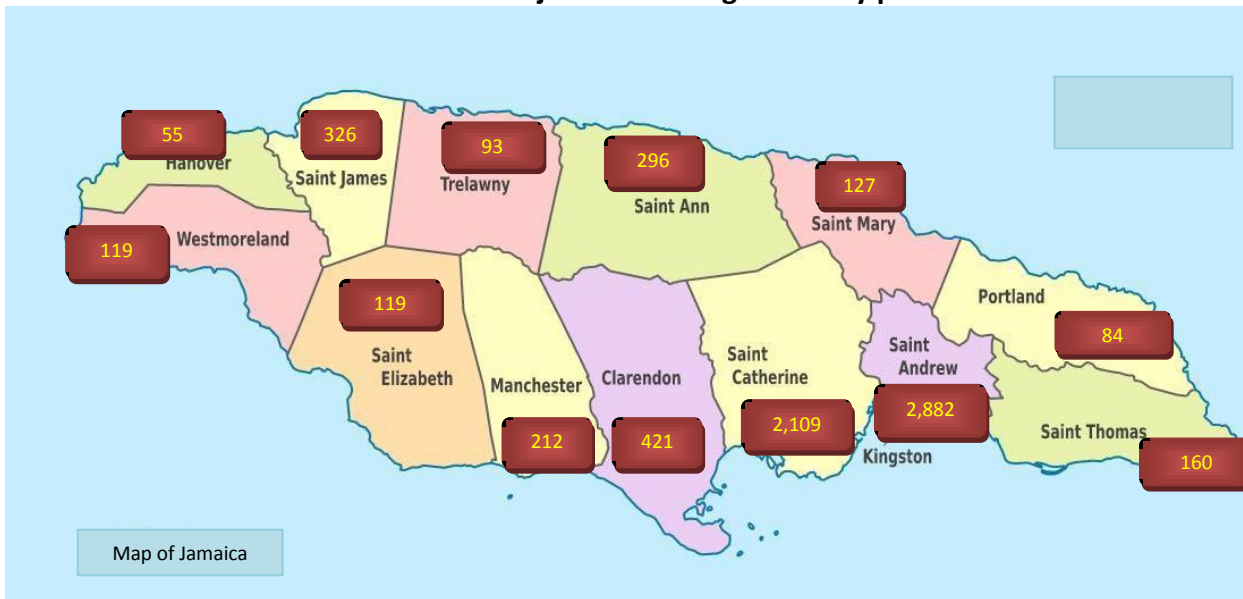 55
326
93
296
127
Hanover
Saint James
Trelawny
Saint Ann
Saint Mary
119
Westmoreland
119
Portland
84
Saint
Elizabeth
Manchester
Clarendon
Saint
Catherine
Saint
Andrew
212
421
2,109
2,882
Kingston
Saint Thomas
160
Map of Jamaica